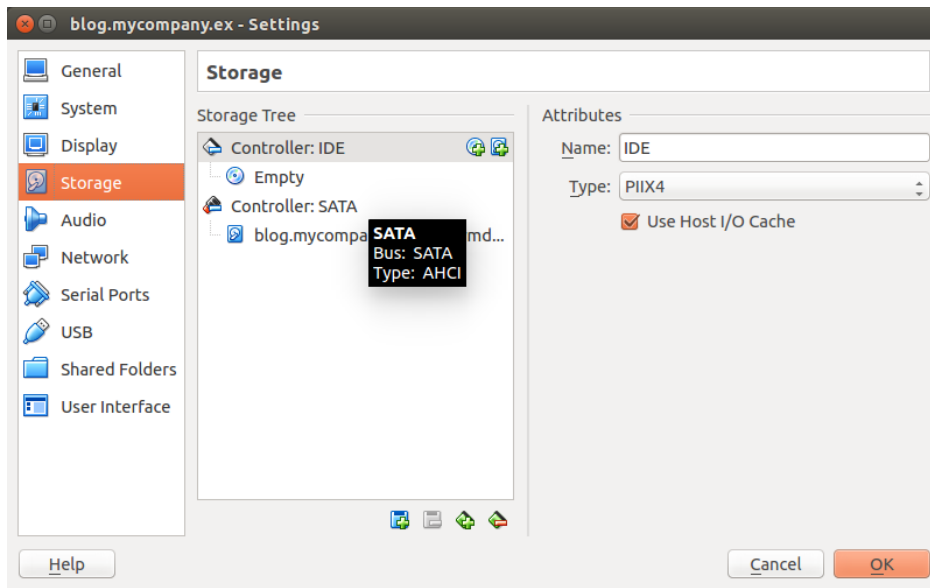 blog.mycompany.ex - Settings
General
System
Display
Storage
Audio
Network
Serial Ports
USB
Shared Folders
User Interface
Storage
Storage Tree
Controller: IDE
Empty
Controller: SATA
blog.mycompa md...
SATA
Bus: SATA
Type: AHCI
Attributes
Name: IDE
Type: PIIX4
Use Host I/O Cache
Help
Cancel
OK